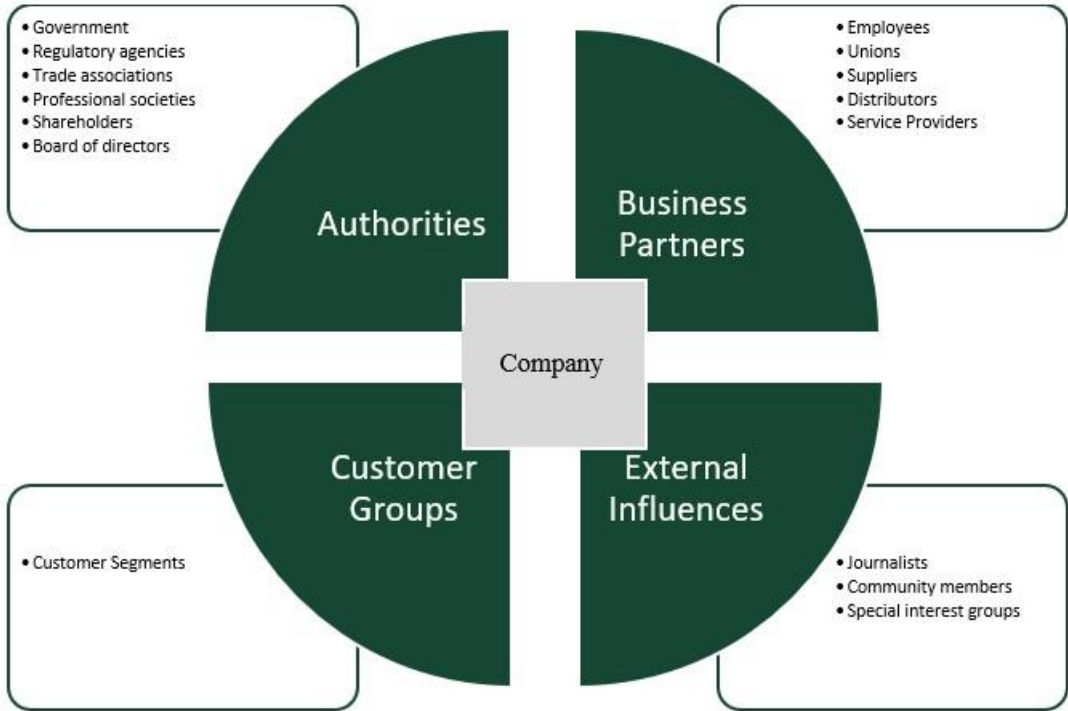 • Government
• Regulatory agencies
• Trade associations
• Professional societies
• Shareholders
• Board of directors
• Employees
• Unions
• Suppliers
• Distributors
• Service Providers
Authorities
Business
Partners
Company
Customer
Groups
External
Influences
• Customer Segments
• Journalists
• Community members
• Special interest groups